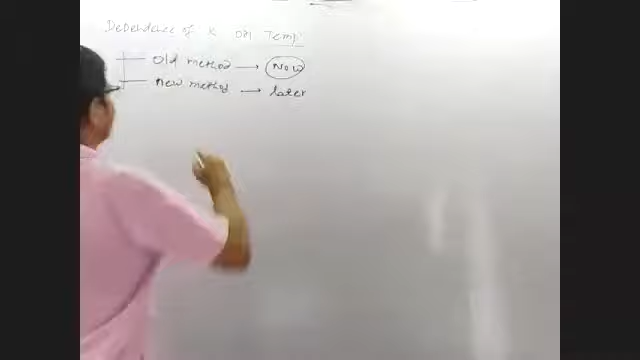 Dependence of K on Temp.
Old method → Now
New method → later